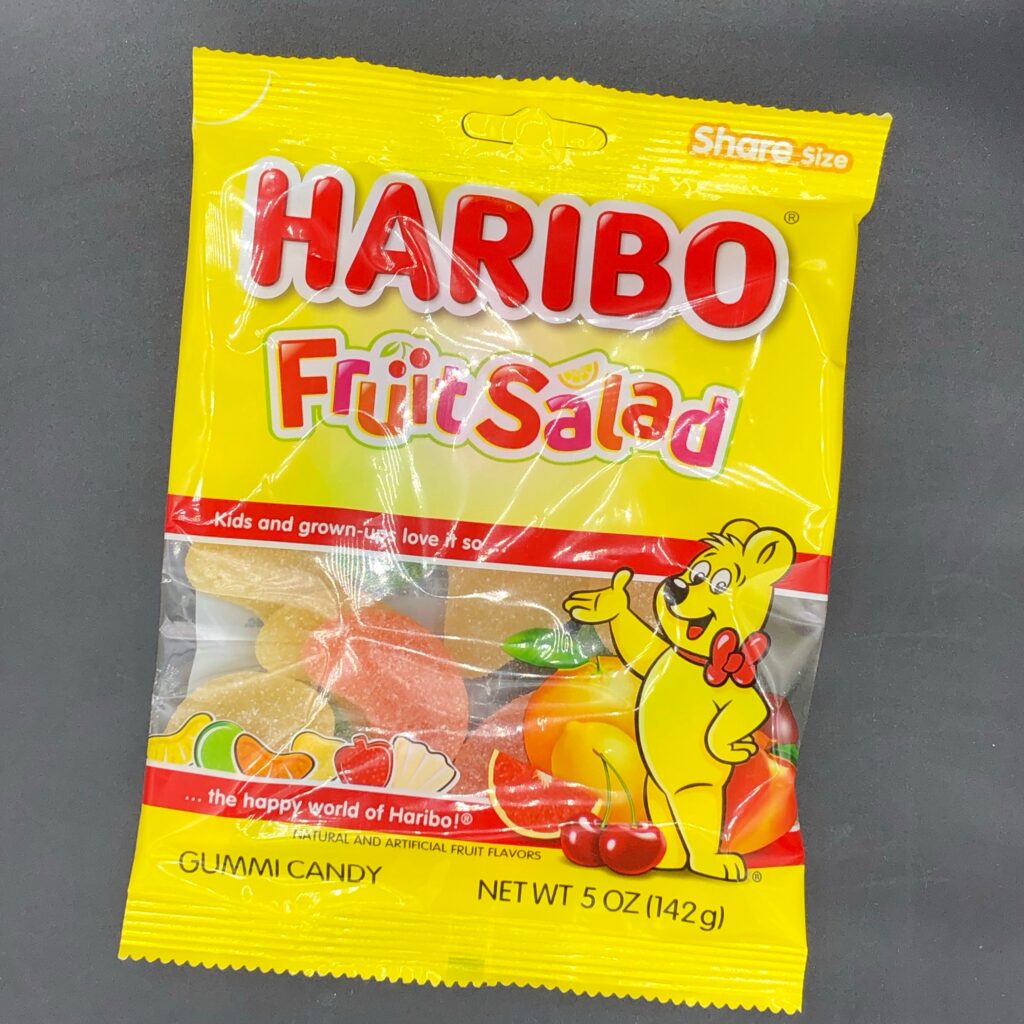 Share Size
HARIBO®
Fruit Salad
Kids and grown-ups love it so ...
... the happy world of Haribo!®
NATURAL AND ARTIFICIAL FRUIT FLAVORS
GUMMI CANDY
NET WT 5 OZ (142 g)
®